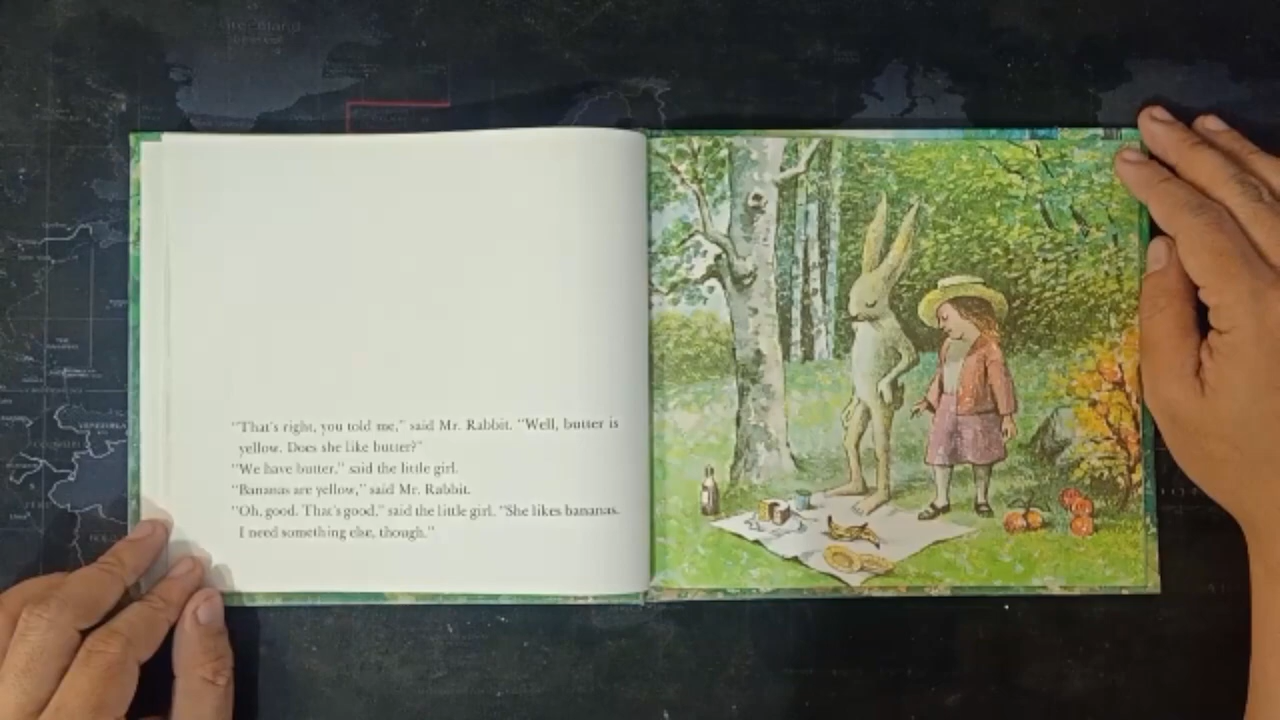 "That's right, you told me," said Mr. Rabbit. "Well, butter is
yellow. Does she like butter?"
"We have butter," said the little girl.
"Bananas are yellow," said Mr. Rabbit.
"Oh, good. That's good," said the little girl. "She likes bananas.
I need something else, though."